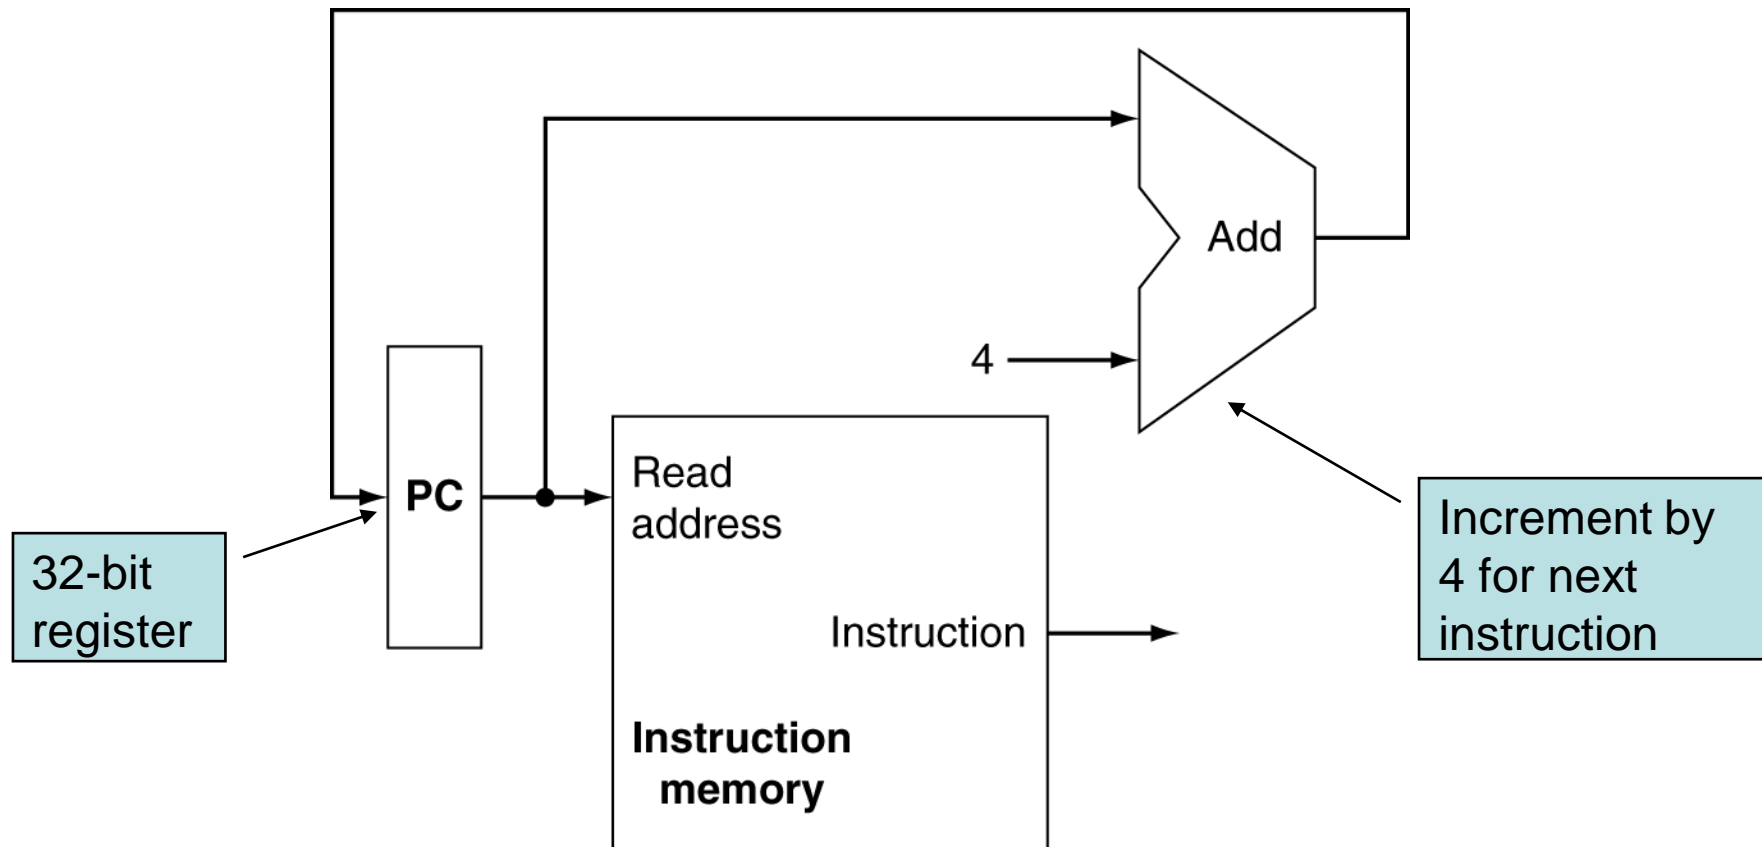 Add
4
PC
Read
address
32-bit
register
Increment by
4 for next
instruction
Instruction
Instruction
memory